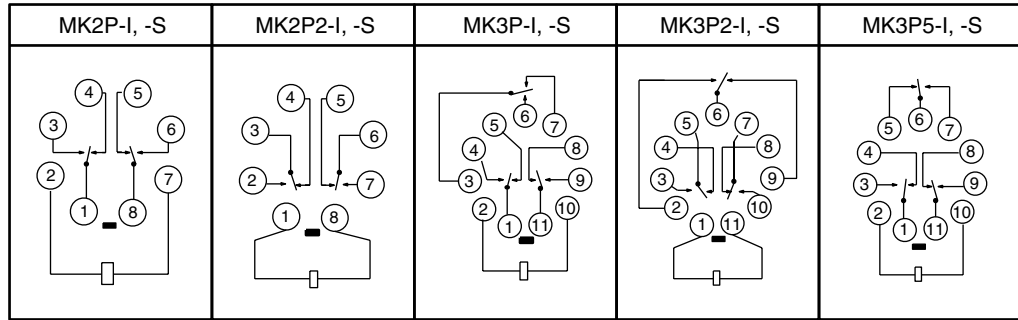 MK2P-I, -S MK2P2-I, -S MK3P-I, -S MK3P2-I, -S MK3P5-I, -S
4 5 3 6 2 7 1 8
4 5 3 6 2 7 1 8
6 7 5 4 8 3 9 2 10 1 11
6 5 7 4 8 3 9 2 10 1 11
6 5 7 4 8 3 9 2 10 1 11